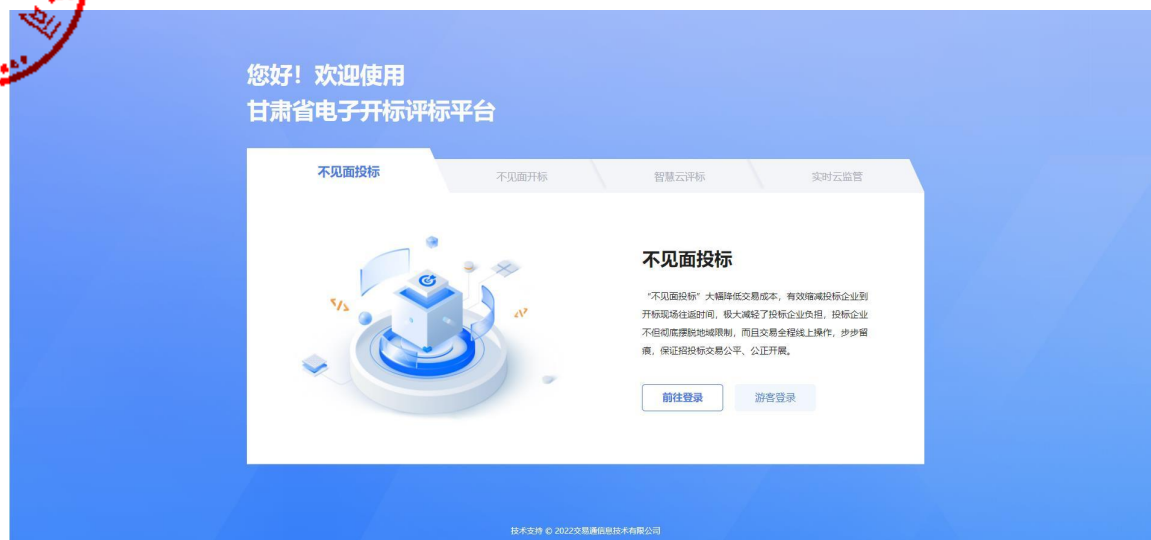 您好！欢迎使用
甘肃省电子开标评标平台
不见面投标
不见面开标
智慧云评标
实时云监管
不见面投标
“不见面投标”大幅降低交易成本，有效缩减投标企业到
开标现场往返时间，极大减轻了投标企业负担，投标企业
不但彻底摆脱地域限制，而且交易全程线上操作，步步留
痕，保证招投标交易公平、公正开展。
前往登录
游客登录
技术支持 © 2022交易通信息技术有限公司